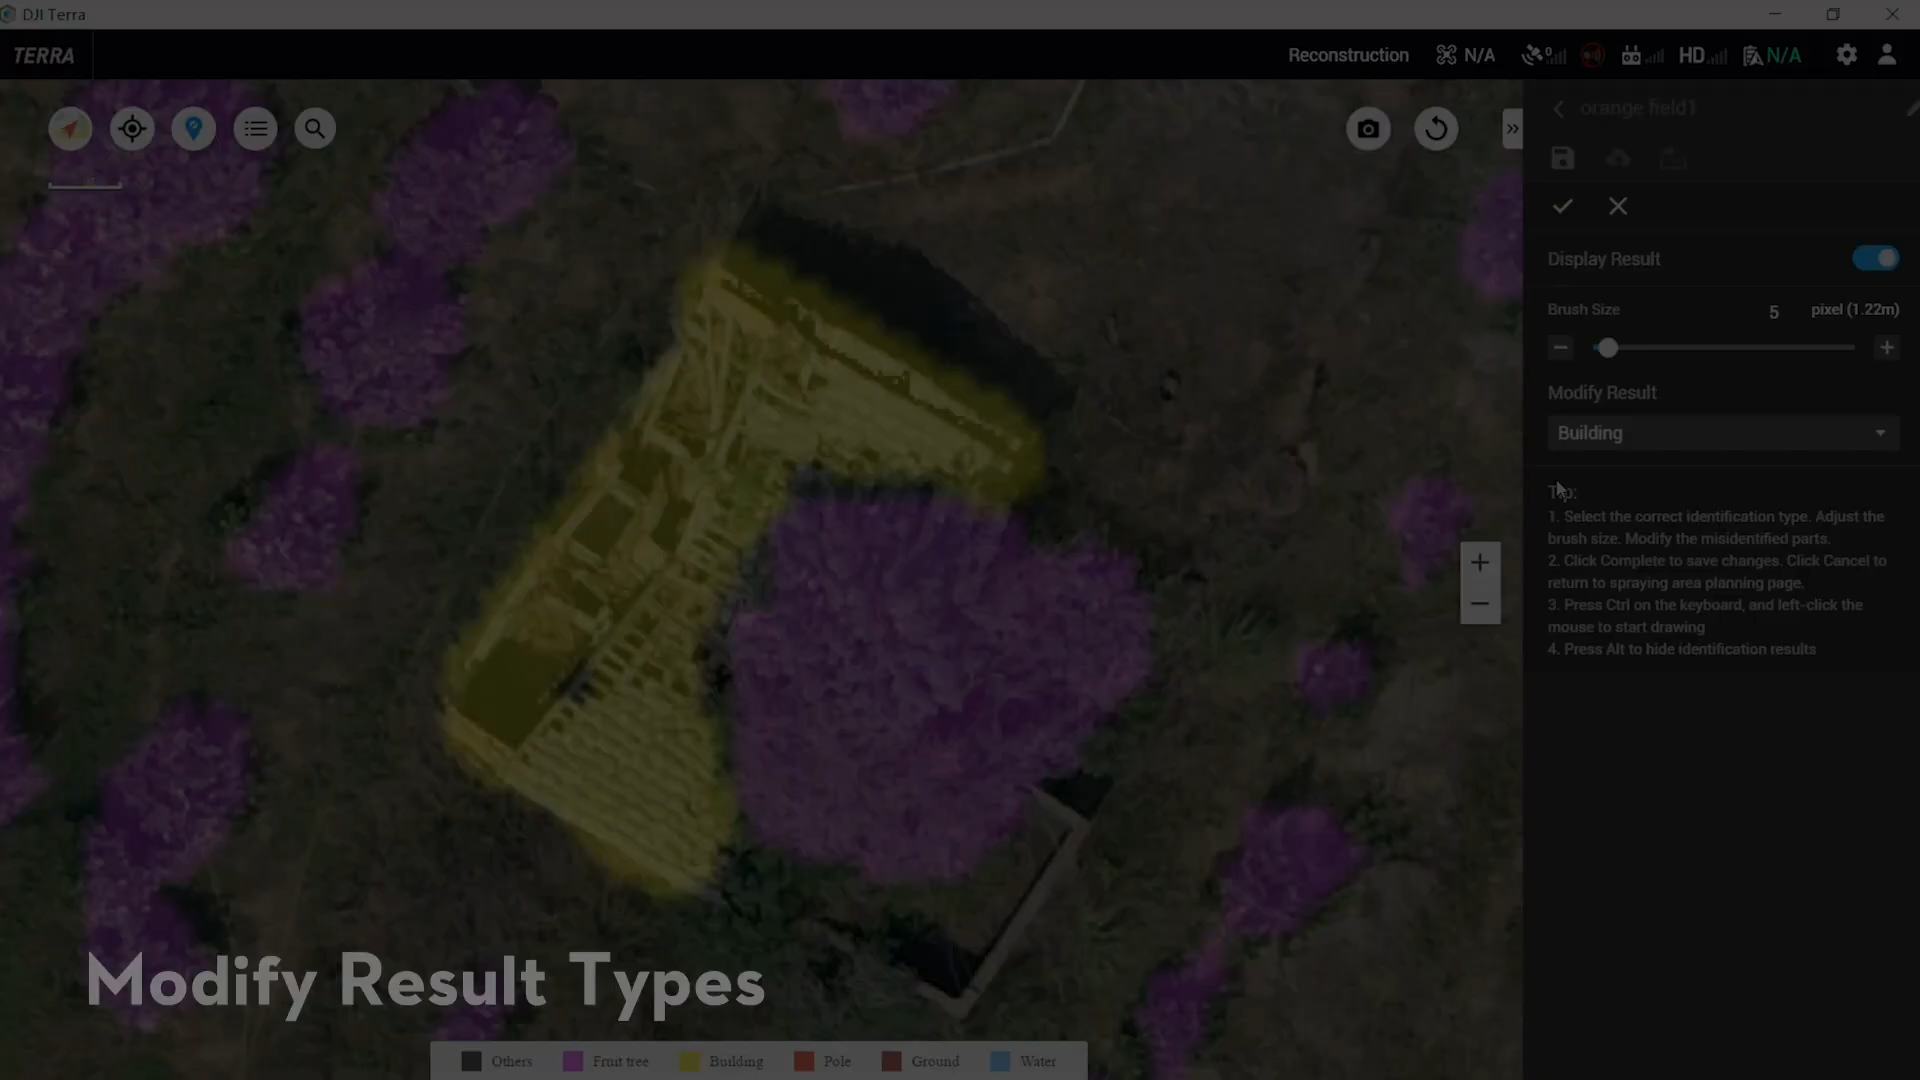 DJI Terra
TERRA
Reconstruction
N/A
0
HD
N/A
orange field1
Display Result
Brush Size
5
pixel (1.22m)
Modify Result
Building
1. Select the correct identification type. Adjust the
brush size. Modify the misidentified parts.
2. Click Complete to save changes. Click Cancel to
return to spraying area planning page.
3. Press Ctrl on the keyboard, and left-click the
mouse to start drawing
4. Press Alt to hide identification results
Modify Result Types
Others
Fruit tree
Building
Pole
Ground
Water